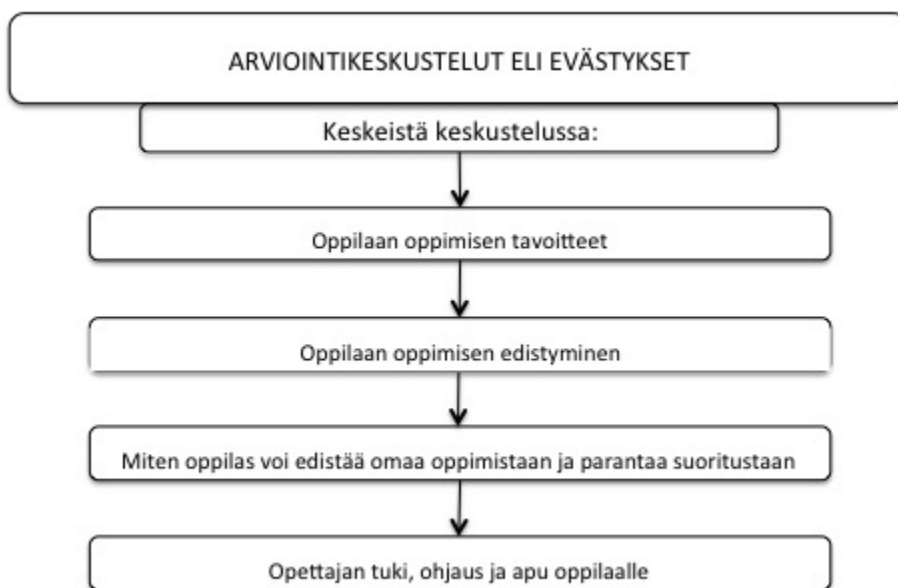 ARVIOINTIKESKUSTELUT ELI EVÄSTYKSET
Keskeistä keskustelussa:
Oppilaan oppimisen tavoitteet
Oppilaan oppimisen edistyminen
Miten oppilas voi edistää omaa oppimistaan ja parantaa suoritustaan
Opettajan tuki, ohjaus ja apu oppilaalle